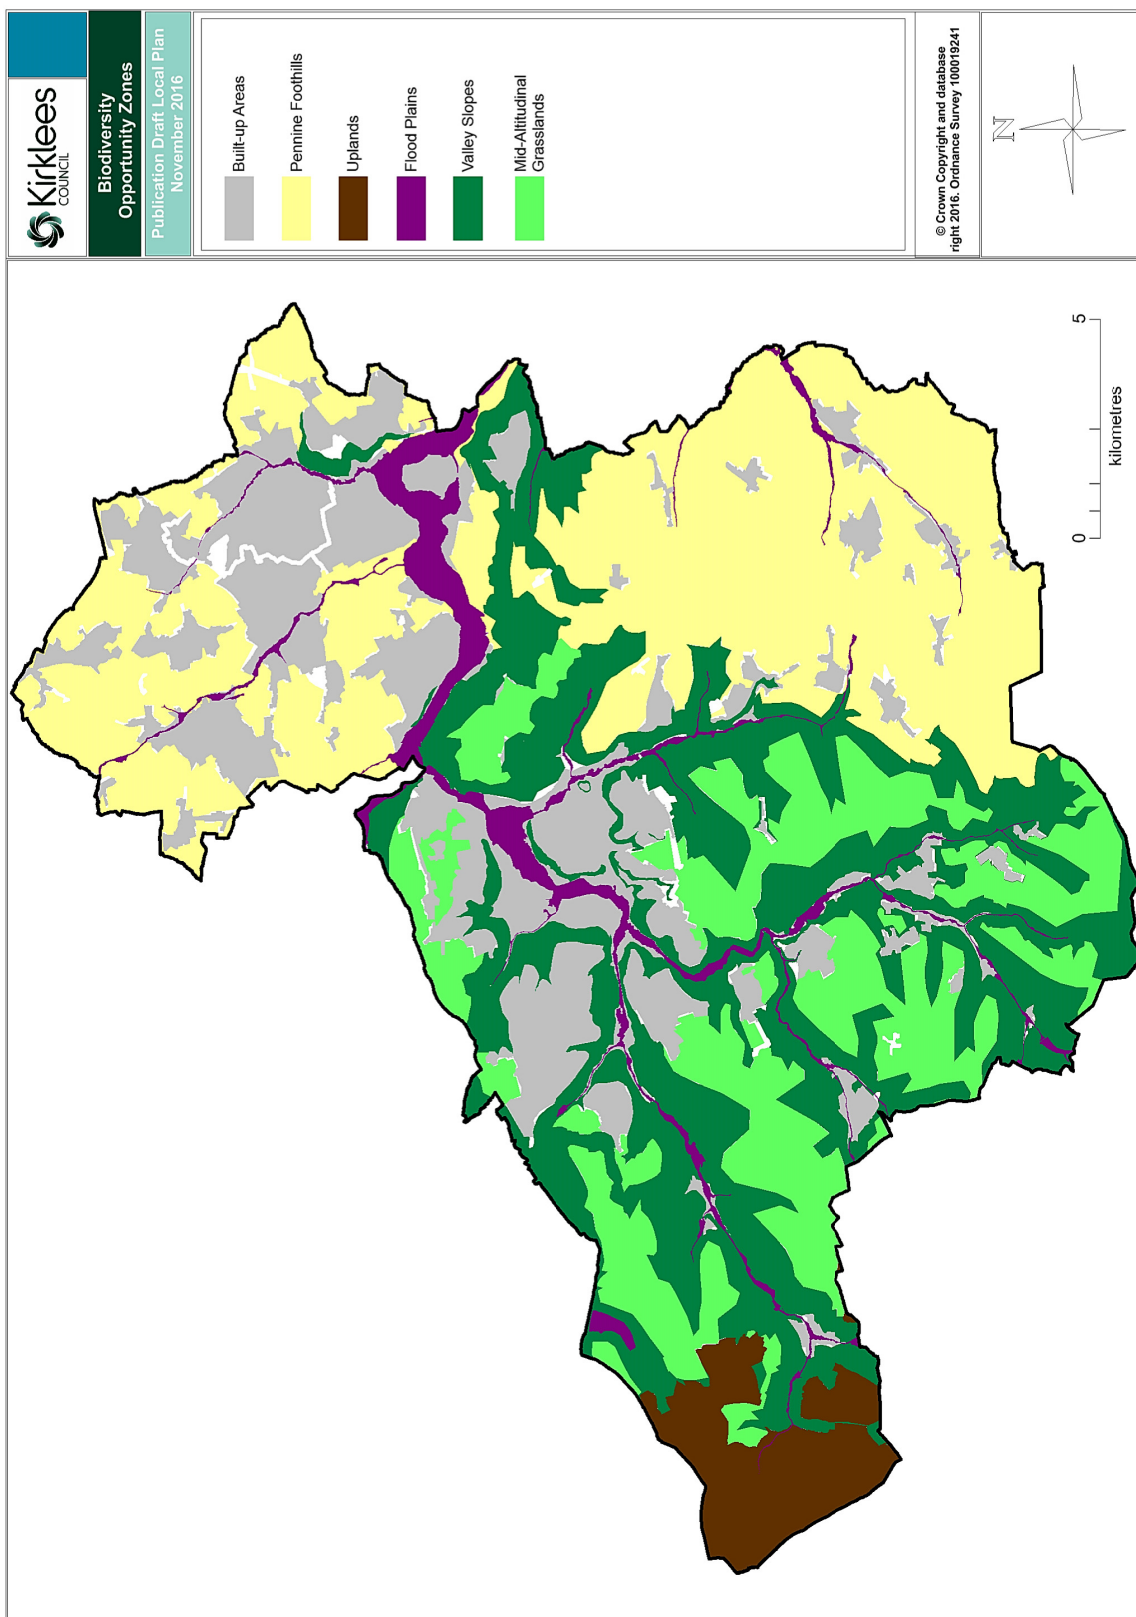 Kirklees
COUNCIL
Biodiversity
Opportunity Zones
Publication Draft Local Plan
November 2016
Built-up Areas
Pennine Foothills
Uplands
Flood Plains
Valley Slopes
Mid-Altitudinal
Grasslands
© Crown Copyright and database
right 2016. Ordnance Survey 100019241
N
0
5
kilometres